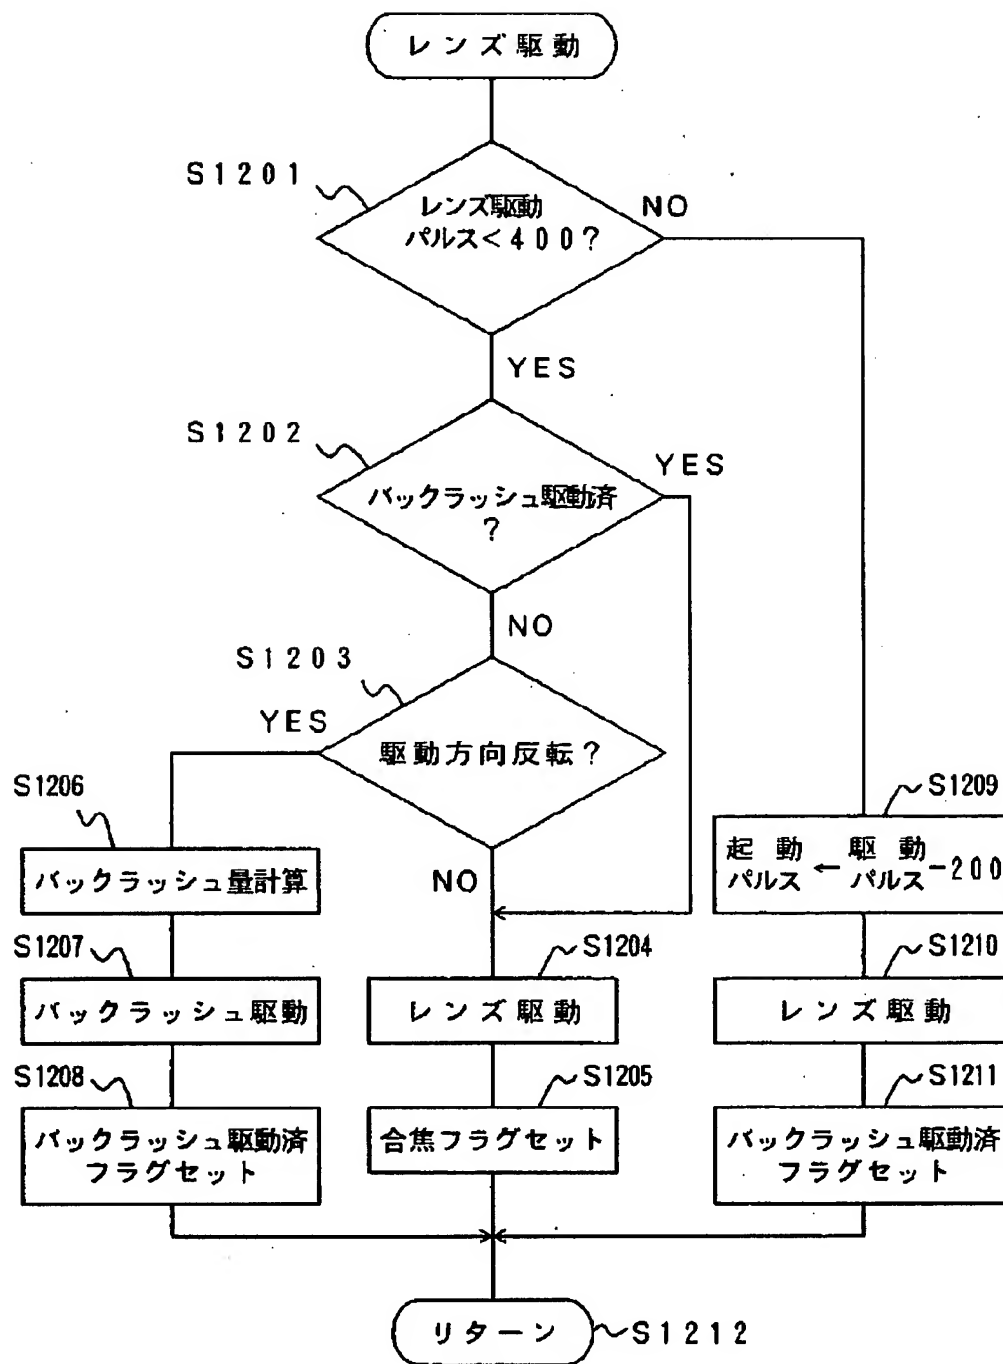 レンズ駆動
S1201
レンズ駆動
パルス<400?
NO
YES
S1202
バックラッシュ駆動済
?
YES
NO
S1203
駆動方向反転?
YES
NO
S1206
バックラッシュ量計算
S1209
起動パルス←駆動パルス-200
S1207
バックラッシュ駆動
S1204
レンズ駆動
S1210
レンズ駆動
S1208
バックラッシュ駆動済
フラグセット
S1205
合焦フラグセット
S1211
バックラッシュ駆動済
フラグセット
リターン
S1212